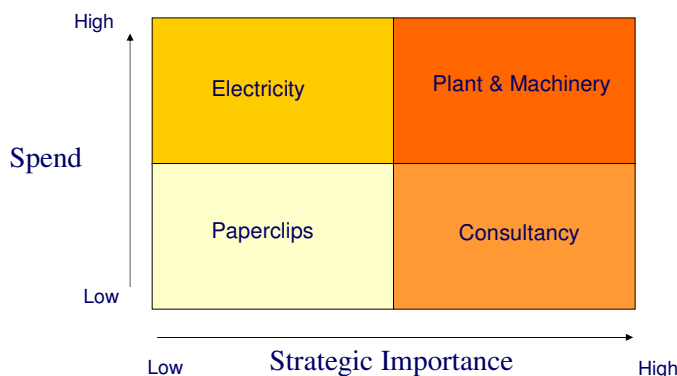 High
Electricity
Plant & Machinery
Spend
Paperclips
Consultancy
Low
Low
Strategic Importance
High